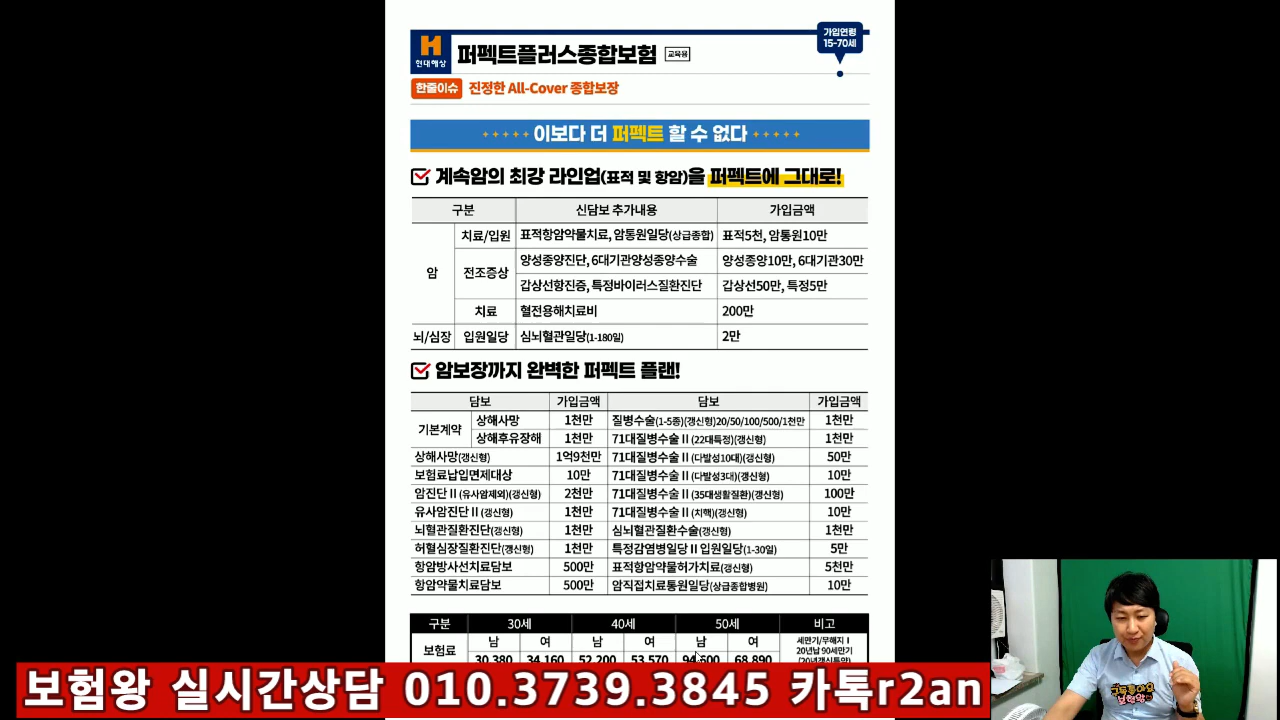 가입연령
15-70세
현대해상
퍼펙트플러스종합보험 교육용
한줄이슈 진정한 All-Cover 종합보장
이보다 더 퍼펙트 할 수 없다
계속암의 최강 라인업(표적 및 항암)을 퍼펙트에 그대로!
구분 신담보 추가내용 가입금액
암 치료/입원 표적항암약물치료, 암통원일당(상급종합) 표적5천, 암통원10만
전조증상 양성종양진단, 6대기관양성종양수술 양성종양10만, 6대기관30만
갑상선항진증, 특정바이러스질환진단 갑상선50만, 특정5만
치료 혈전용해치료비 200만
뇌/심장 입원일당 심뇌혈관일당(1-180일) 2만
암보장까지 완벽한 퍼펙트 플랜!
담보 가입금액 담보 가입금액
기본계약 상해사망 1천만 질병수술(1-5종)(갱신형)20/50/100/500/1천만 1천만
상해후유장해 1천만 71대질병수술Ⅱ(22대특정)(갱신형) 1천만
상해사망(갱신형) 1억9천만 71대질병수술Ⅱ(다발성10대)(갱신형) 50만
보험료납입면제대상 10만 71대질병수술Ⅱ(다발성3대)(갱신형) 10만
암진단Ⅱ(유사암제외)(갱신형) 2천만 71대질병수술Ⅱ(35대생활질환)(갱신형) 100만
유사암진단Ⅱ(갱신형) 1천만 71대질병수술Ⅱ(치핵)(갱신형) 10만
뇌혈관질환진단(갱신형) 1천만 심뇌혈관질환수술(갱신형) 1천만
허혈심장질환진단(갱신형) 1천만 특정감염병일당Ⅱ입원일당(1-30일) 5만
항암방사선치료담보 500만 표적항암약물허가치료(갱신형) 5천만
항암약물치료담보 500만 암직접치료통원일당(상급종합병원) 10만
구분 30세 40세 50세 비고
보험료 남 여 남 여 남 여 세만기/무해지Ⅰ
20년납 90세만기
30,380 34,160 52,200 53,570 94,600 68,890 (20년갱신특약)
보험왕 실시간상담 010.3739.3845 카톡r2an